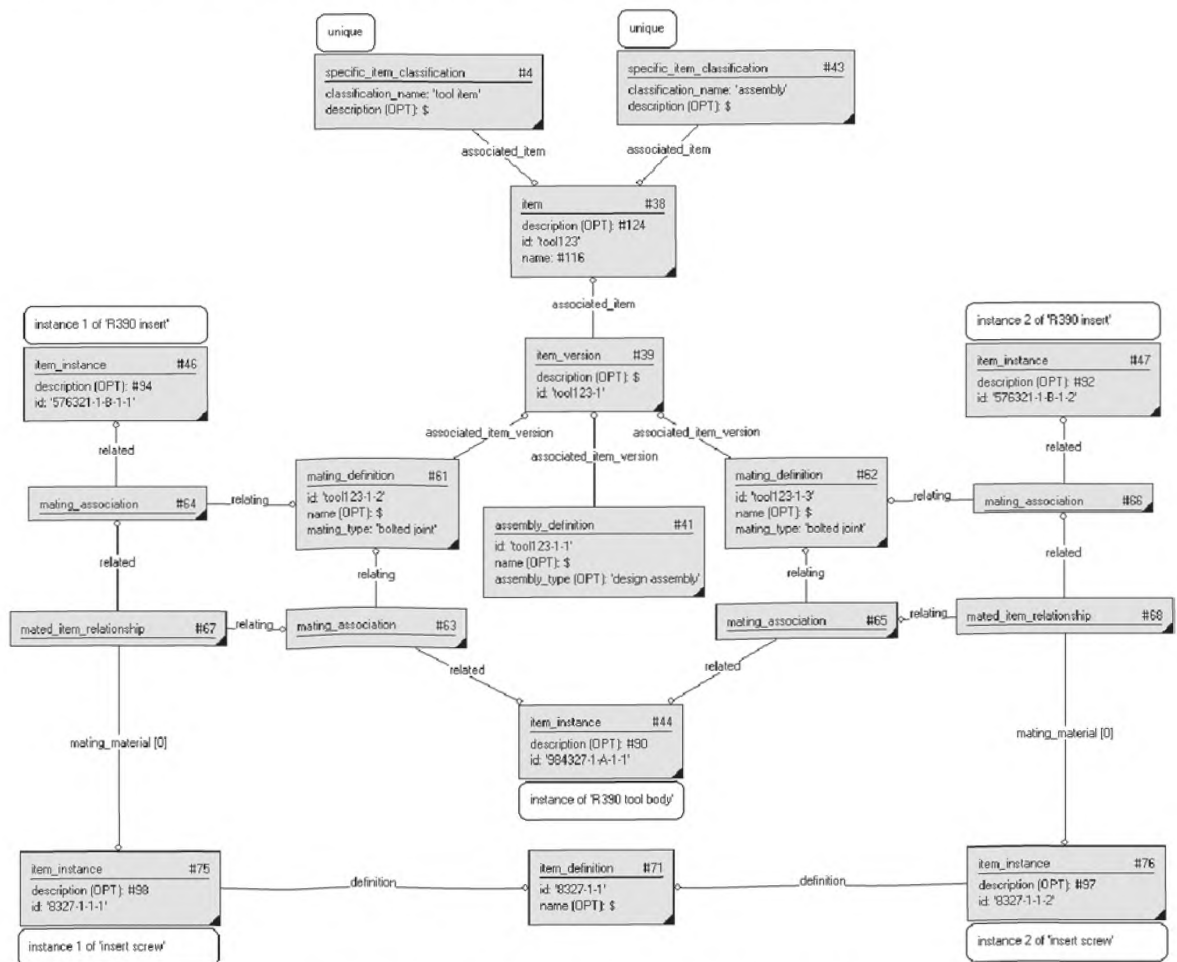 unique
unique
specific_item_classification #4
classification_name: 'tool item'
description (OPT): $
specific_item_classification #43
classification_name: 'assembly'
description (OPT): $
associated_item
associated_item
item #38
description (OPT): #124
id: 'tool123'
name: #116
associated_item
instance 1 of 'R390 insert'
instance 2 of 'R390 insert'
item_instance #46
description (OPT): #94
id: '576321-1-B-1-1'
item_version #39
description (OPT): $
id: 'tool123-1'
item_instance #47
description (OPT): #92
id: '576321-1-B-1-2'
related
associated_item_version
associated_item_version
associated_item_version
related
mating_association #64
relating
mating_definition #61
id: 'tool123-1-2'
name (OPT): $
mating_type: 'bolted joint'
mating_definition #62
id: 'tool123-1-3'
name (OPT): $
mating_type: 'bolted joint'
relating
mating_association #66
assembly_definition #41
id: 'tool123-1-1'
name (OPT): $
assembly_type (OPT): 'design assembly'
related
relating
relating
related
mated_item_relationship #67
relating
mating_association #63
mating_association #65
relating
mated_item_relationship #68
related
related
item_instance #44
description (OPT): #90
id: '984327-1-A-1-1'
instance of 'R390 tool body'
mating_material [0]
mating_material [0]
item_instance #75
description (OPT): #98
id: '8327-1-1-1'
instance 1 of 'insert screw'
definition
item_definition #71
id: '8327-1-1'
name (OPT): $
definition
item_instance #76
description (OPT): #97
id: '8327-1-1-2'
instance 2 of 'insert screw'